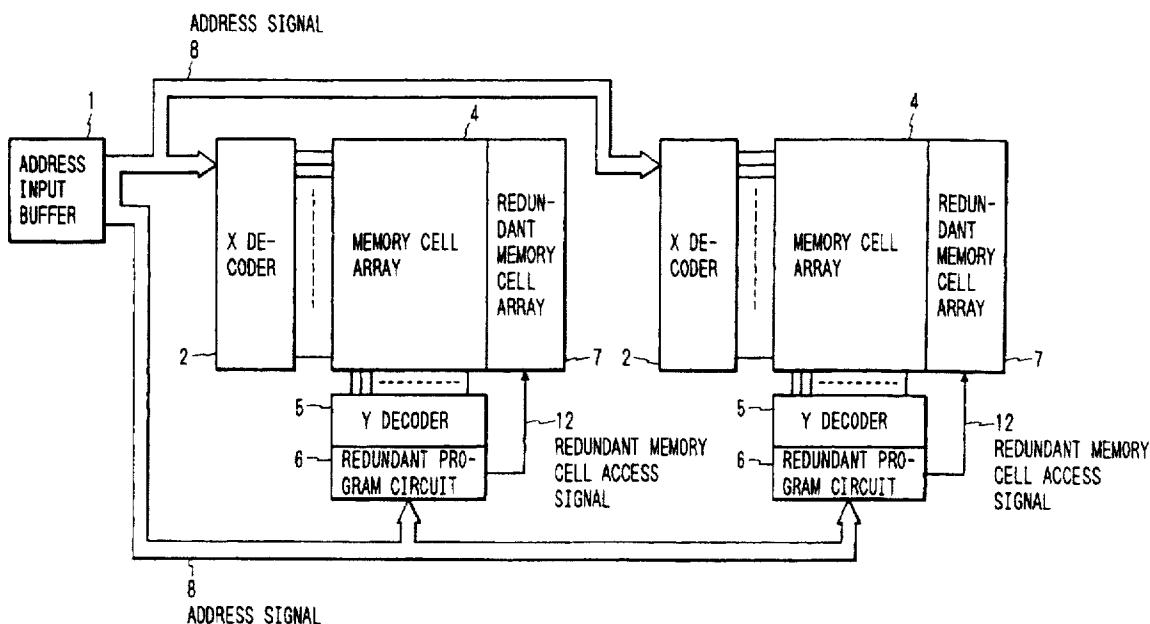 ADDRESS SIGNAL
8
1
ADDRESS
INPUT
BUFFER
X DE-
CODER
2
4
MEMORY CELL
ARRAY
REDUN-
DANT
MEMORY
CELL
ARRAY
7
5
Y DECODER
6
REDUNDANT PRO-
GRAM CIRCUIT
12
REDUNDANT MEMORY
CELL ACCESS
SIGNAL
X DE-
CODER
2
4
MEMORY CELL
ARRAY
REDUN-
DANT
MEMORY
CELL
ARRAY
7
5
Y DECODER
6
REDUNDANT PRO-
GRAM CIRCUIT
12
REDUNDANT MEMORY
CELL ACCESS
SIGNAL
8
ADDRESS SIGNAL